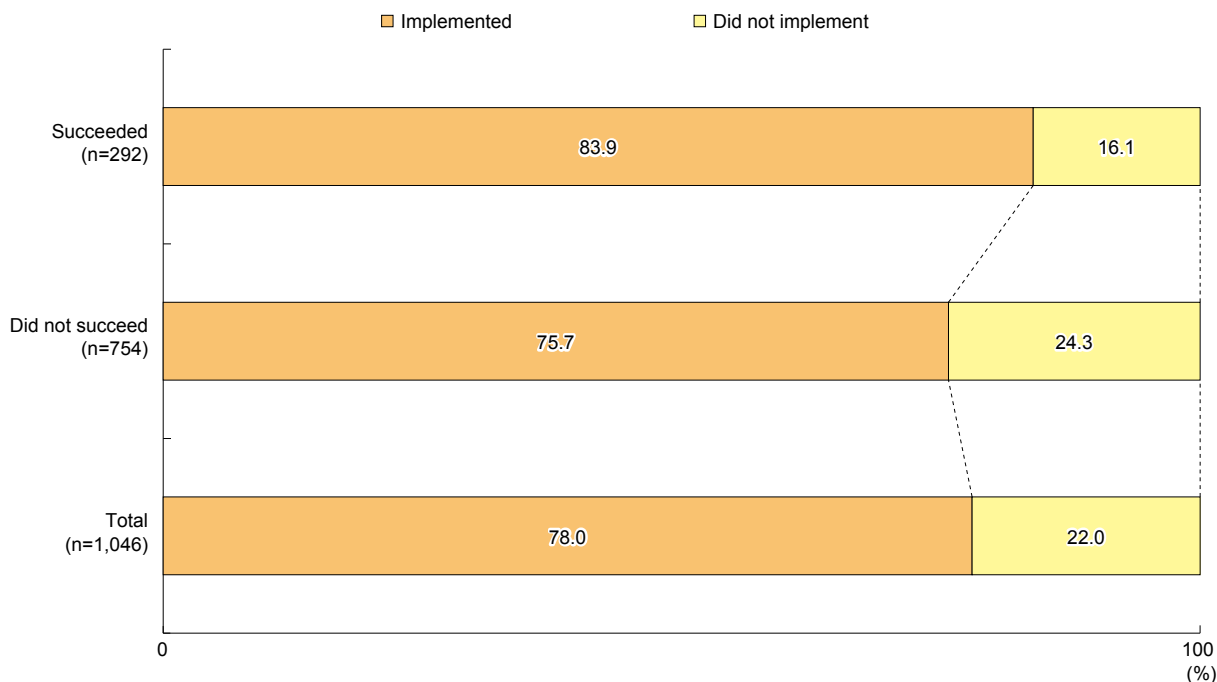 Implemented
Did not implement
Succeeded
(n=292)
83.9
16.1
Did not succeed
(n=754)
75.7
24.3
Total
(n=1,046)
78.0
22.0
0
100
(%)